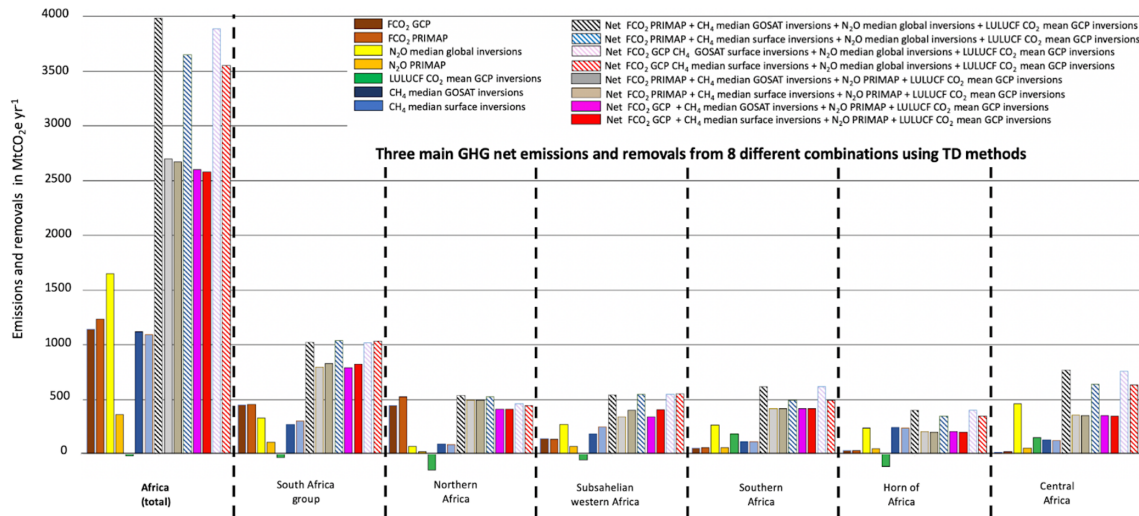 4000
3500
3000
2500
2000
1500
1000
500
0
Emissions and removals in MtCO₂e yr⁻¹
FCO₂ GCP
FCO₂ PRIMAP
N₂O median global inversions
N₂O PRIMAP
LULUCF CO₂ mean GCP inversions
CH₄ median GOSAT inversions
CH₄ median surface inversions
Net FCO₂ PRIMAP + CH₄ median GOSAT inversions + N₂O median global inversions + LULUCF CO₂ mean GCP inversions
Net FCO₂ PRIMAP + CH₄ median surface inversions + N₂O median global inversions + LULUCF CO₂ mean GCP inversions
Net FCO₂ GCP CH₄ GOSAT surface inversions + N₂O median global inversions + LULUCF CO₂ mean GCP inversions
Net FCO₂ GCP CH₄ median surface inversions + N₂O median global inversions + LULUCF CO₂ mean GCP inversions
Net FCO₂ PRIMAP + CH₄ median GOSAT inversions + N₂O PRIMAP + LULUCF CO₂ mean GCP inversions
Net FCO₂ PRIMAP + CH₄ median surface inversions + N₂O PRIMAP + LULUCF CO₂ mean GCP inversions
Net FCO₂ GCP + CH₄ median GOSAT inversions + N₂O PRIMAP + LULUCF CO₂ mean GCP inversions
Net FCO₂ GCP + CH₄ median surface inversions + N₂O PRIMAP + LULUCF CO₂ mean GCP inversions
Three main GHG net emissions and removals from 8 different combinations using TD methods
Africa
(total)
South Africa
group
Northern
Africa
Subsahelian
western Africa
Southern
Africa
Horn of
Africa
Central
Africa